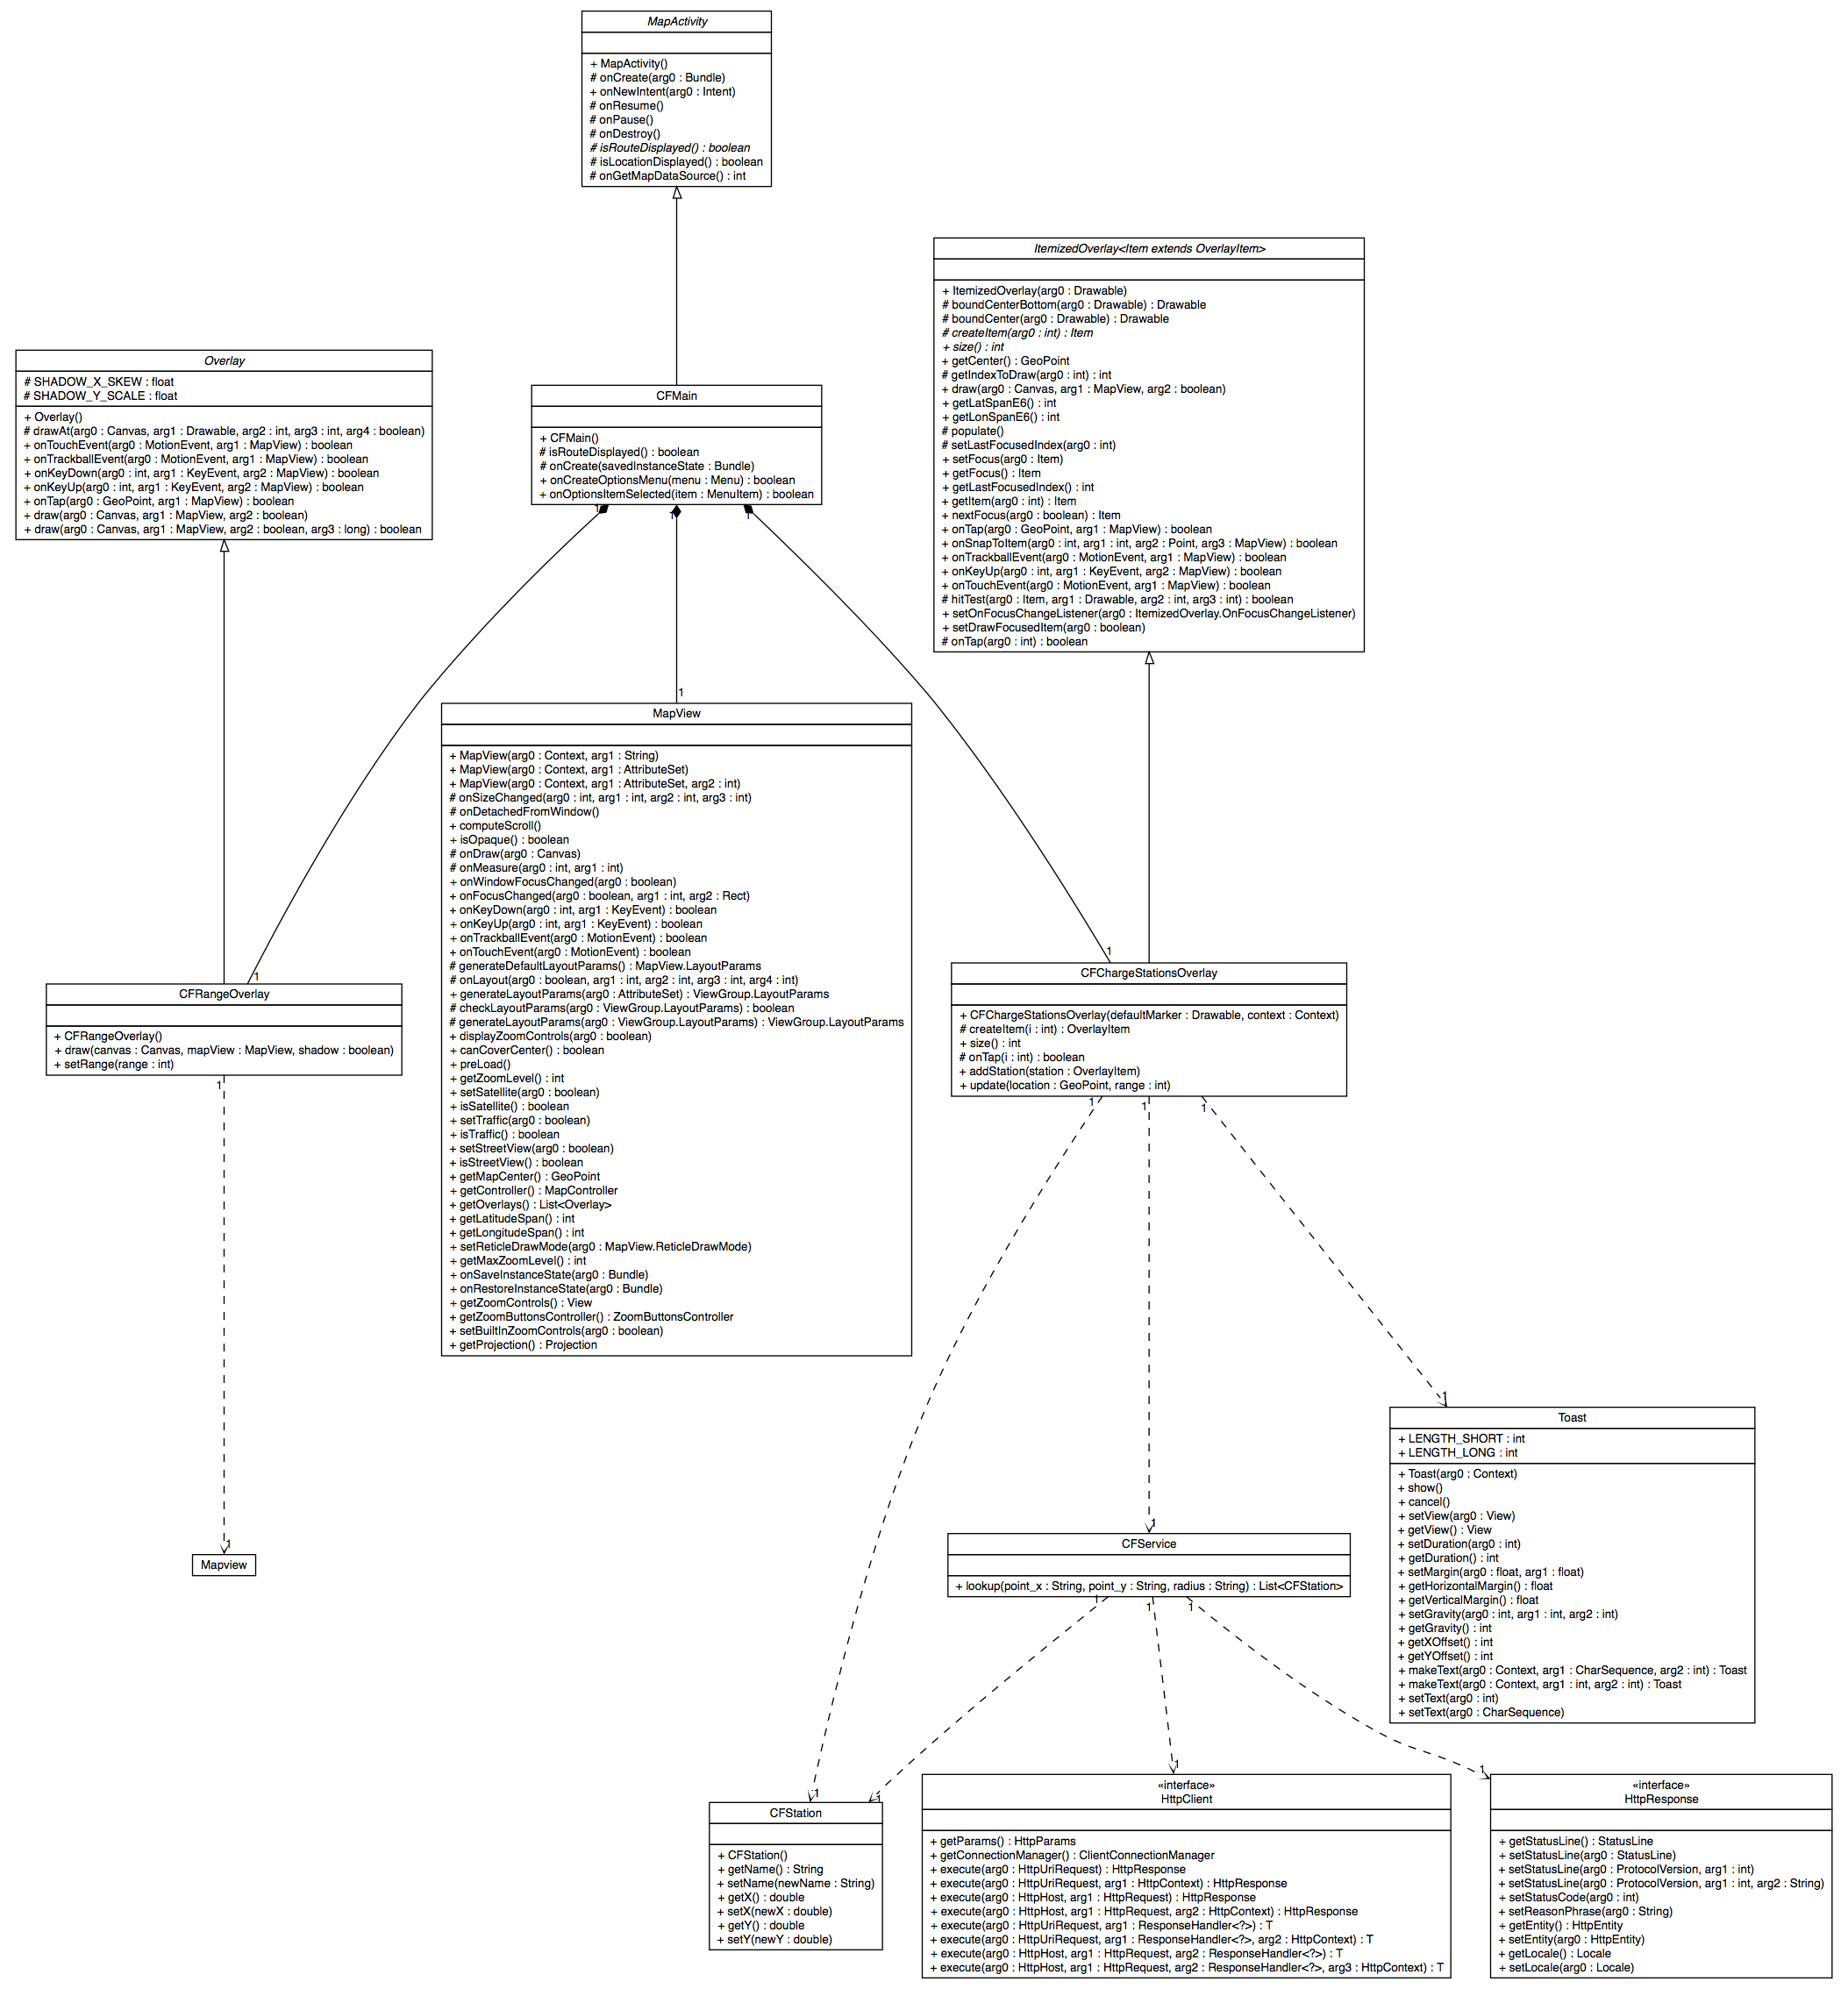 MapActivity
+ MapActivity()
# onCreate(arg0 : Bundle)
+ onNewIntent(arg0 : Intent)
# onResume()
# onPause()
# onDestroy()
# isRouteDisplayed() : boolean
# isLocationDisplayed() : boolean
# onGetMapDataSource() : int
ItemizedOverlay<Item extends OverlayItem>
+ ItemizedOverlay(arg0 : Drawable)
# boundCenterBottom(arg0 : Drawable) : Drawable
# boundCenter(arg0 : Drawable) : Drawable
# createItem(arg0 : int) : Item
+ size() : int
+ getCenter() : GeoPoint
# getIndexToDraw(arg0 : int) : int
+ draw(arg0 : Canvas, arg1 : MapView, arg2 : boolean)
+ getLatSpanE6() : int
+ getLonSpanE6() : int
# populate()
# setLastFocusedIndex(arg0 : int)
+ setFocus(arg0 : Item)
+ getFocus() : Item
+ getLastFocusedIndex() : int
+ getItem(arg0 : int) : Item
+ nextFocus(arg0 : boolean) : Item
+ onTap(arg0 : GeoPoint, arg1 : MapView) : boolean
+ onSnapToItem(arg0 : int, arg1 : int, arg2 : Point, arg3 : MapView) : boolean
+ onTrackballEvent(arg0 : MotionEvent, arg1 : MapView) : boolean
+ onKeyUp(arg0 : int, arg1 : KeyEvent, arg2 : MapView) : boolean
+ onTouchEvent(arg0 : MotionEvent, arg1 : MapView) : boolean
# hitTest(arg0 : Item, arg1 : Drawable, arg2 : int, arg3 : int) : boolean
+ setOnFocusChangeListener(arg0 : ItemizedOverlay.OnFocusChangeListener)
+ setDrawFocusedItem(arg0 : boolean)
# onTap(arg0 : int) : boolean
Overlay
# SHADOW_X_SKEW : float
# SHADOW_Y_SCALE : float
+ Overlay()
# drawAt(arg0 : Canvas, arg1 : Drawable, arg2 : int, arg3 : int, arg4 : boolean)
+ onTouchEvent(arg0 : MotionEvent, arg1 : MapView) : boolean
+ onTrackballEvent(arg0 : MotionEvent, arg1 : MapView) : boolean
+ onKeyDown(arg0 : int, arg1 : KeyEvent, arg2 : MapView) : boolean
+ onKeyUp(arg0 : int, arg1 : KeyEvent, arg2 : MapView) : boolean
+ onTap(arg0 : GeoPoint, arg1 : MapView) : boolean
+ draw(arg0 : Canvas, arg1 : MapView, arg2 : boolean)
+ draw(arg0 : Canvas, arg1 : MapView, arg2 : boolean, arg3 : long) : boolean
CFMain
+ CFMain()
# isRouteDisplayed() : boolean
# onCreate(savedInstanceState : Bundle)
+ onCreateOptionsMenu(menu : Menu) : boolean
+ onOptionsItemSelected(item : MenuItem) : boolean
1
1
1
1
MapView
+ MapView(arg0 : Context, arg1 : String)
+ MapView(arg0 : Context, arg1 : AttributeSet)
+ MapView(arg0 : Context, arg1 : AttributeSet, arg2 : int)
# onSizeChanged(arg0 : int, arg1 : int, arg2 : int, arg3 : int)
# onDetachedFromWindow()
+ computeScroll()
+ isOpaque() : boolean
# onDraw(arg0 : Canvas)
# onMeasure(arg0 : int, arg1 : int)
+ onWindowFocusChanged(arg0 : boolean)
+ onFocusChanged(arg0 : boolean, arg1 : int, arg2 : Rect)
+ onKeyDown(arg0 : int, arg1 : KeyEvent) : boolean
+ onKeyUp(arg0 : int, arg1 : KeyEvent) : boolean
+ onTrackballEvent(arg0 : MotionEvent) : boolean
+ onTouchEvent(arg0 : MotionEvent) : boolean
# generateDefaultLayoutParams() : MapView.LayoutParams
# onLayout(arg0 : boolean, arg1 : int, arg2 : int, arg3 : int, arg4 : int)
+ generateLayoutParams(arg0 : AttributeSet) : ViewGroup.LayoutParams
# checkLayoutParams(arg0 : ViewGroup.LayoutParams) : boolean
# generateLayoutParams(arg0 : ViewGroup.LayoutParams) : ViewGroup.LayoutParams
+ displayZoomControls(arg0 : boolean)
+ canCoverCenter() : boolean
+ preLoad()
+ getZoomLevel() : int
+ setSatellite(arg0 : boolean)
+ isSatellite() : boolean
+ setTraffic(arg0 : boolean)
+ isTraffic() : boolean
+ setStreetView(arg0 : boolean)
+ isStreetView() : boolean
+ getMapCenter() : GeoPoint
+ getController() : MapController
+ getOverlays() : List<Overlay>
+ getLatitudeSpan() : int
+ getLongitudeSpan() : int
+ setReticleDrawMode(arg0 : MapView.ReticleDrawMode)
+ getMaxZoomLevel() : int
+ onSaveInstanceState(arg0 : Bundle)
+ onRestoreInstanceState(arg0 : Bundle)
+ getZoomControls() : View
+ getZoomButtonsController() : ZoomButtonsController
+ setBuiltInZoomControls(arg0 : boolean)
+ getProjection() : Projection
1
CFChargeStationsOverlay
+ CFChargeStationsOverlay(defaultMarker : Drawable, context : Context)
# createItem(i : int) : OverlayItem
+ size() : int
# onTap(i : int) : boolean
+ addStation(station : OverlayItem)
+ update(location : GeoPoint, range : int)
1
1
1
1
CFRangeOverlay
+ CFRangeOverlay()
+ draw(canvas : Canvas, mapView : MapView, shadow : boolean)
+ setRange(range : int)
1
1
Mapview
1
Toast
+ LENGTH_SHORT : int
+ LENGTH_LONG : int
+ Toast(arg0 : Context)
+ show()
+ cancel()
+ setView(arg0 : View)
+ getView() : View
+ setDuration(arg0 : int)
+ getDuration() : int
+ setMargin(arg0 : float, arg1 : float)
+ getHorizontalMargin() : float
+ getVerticalMargin() : float
+ setGravity(arg0 : int, arg1 : int, arg2 : int)
+ getGravity() : int
+ getXOffset() : int
+ getYOffset() : int
+ makeText(arg0 : Context, arg1 : CharSequence, arg2 : int) : Toast
+ makeText(arg0 : Context, arg1 : int, arg2 : int) : Toast
+ setText(arg0 : int)
+ setText(arg0 : CharSequence)
1
CFService
+ lookup(point_x : String, point_y : String, radius : String) : List<CFStation>
1
1
1
1
1
CFStation
+ CFStation()
+ getName() : String
+ setName(newName : String)
+ getX() : double
+ setX(newX : double)
+ getY() : double
+ setY(newY : double)
1
«interface»
HttpClient
+ getParams() : HttpParams
+ getConnectionManager() : ClientConnectionManager
+ execute(arg0 : HttpUriRequest) : HttpResponse
+ execute(arg0 : HttpUriRequest, arg1 : HttpContext) : HttpResponse
+ execute(arg0 : HttpHost, arg1 : HttpRequest) : HttpResponse
+ execute(arg0 : HttpHost, arg1 : HttpRequest, arg2 : HttpContext) : HttpResponse
+ execute(arg0 : HttpUriRequest, arg1 : ResponseHandler<?>) : T
+ execute(arg0 : HttpUriRequest, arg1 : ResponseHandler<?>, arg2 : HttpContext) : T
+ execute(arg0 : HttpHost, arg1 : HttpRequest, arg2 : ResponseHandler<?>) : T
+ execute(arg0 : HttpHost, arg1 : HttpRequest, arg2 : ResponseHandler<?>, arg3 : HttpContext) : T
1
«interface»
HttpResponse
+ getStatusLine() : StatusLine
+ setStatusLine(arg0 : StatusLine)
+ setStatusLine(arg0 : ProtocolVersion, arg1 : int)
+ setStatusLine(arg0 : ProtocolVersion, arg1 : int, arg2 : String)
+ setStatusCode(arg0 : int)
+ setReasonPhrase(arg0 : String)
+ getEntity() : HttpEntity
+ setEntity(arg0 : HttpEntity)
+ getLocale() : Locale
+ setLocale(arg0 : Locale)